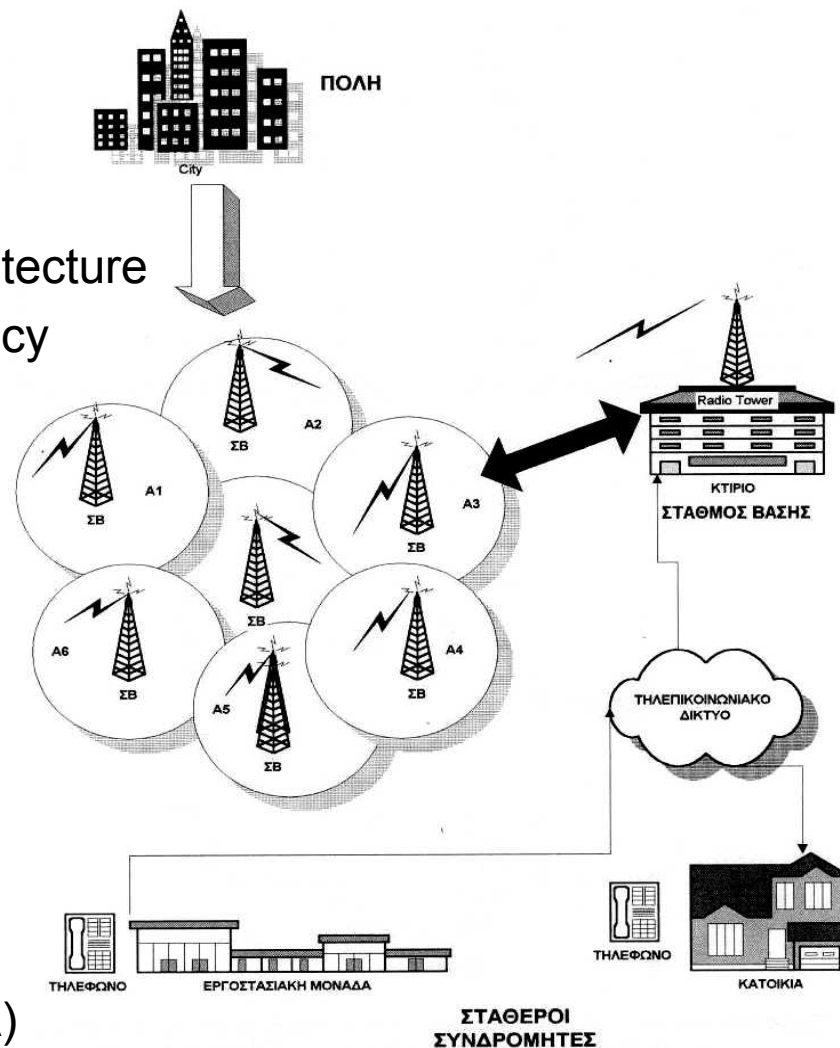 ΠΟΛΗ
City
tecture
cy
A2
ΣΒ
A1
ΣΒ
A3
ΣΒ
Radio Tower
ΚΤΙΡΙΟ
ΣΤΑΘΜΟΣ ΒΑΣΗΣ
ΣΒ
A6
ΣΒ
A4
ΣΒ
A5
ΣΒ
ΤΗΛΕΠΙΚΟΙΝΩΝΙΑΚΟ
ΔΙΚΤΥΟ
ΤΗΛΕΦΩΝΟ
ΕΡΓΟΣΤΑΣΙΑΚΗ ΜΟΝΑΔΑ
ΤΗΛΕΦΩΝΟ
ΚΑΤΟΙΚΙΑ
ΣΤΑΘΕΡΟΙ
ΣΥΝΔΡΟΜΗΤΕΣ